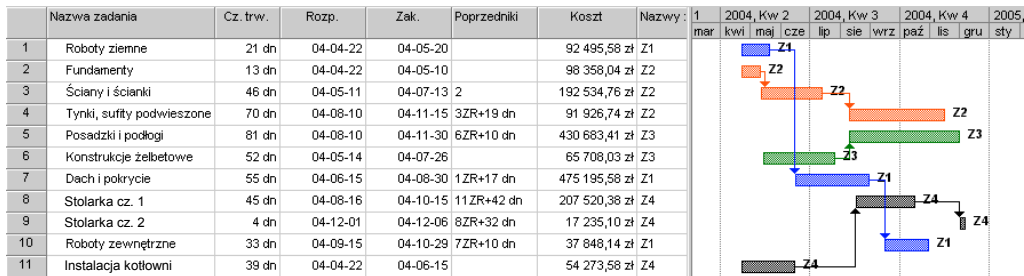 Nazwa zadania Cz. trw. Rozp. Zak. Poprzedniki Koszt Nazwy: 1 2004, Kw 2 2004, Kw 3 2004, Kw 4 2005,
mar kwi maj cze lip sie wrz paź lis gru sty
1 Roboty ziemne 21 dn 04-04-22 04-05-20 92 495,58 zł Z1 Z1
2 Fundamenty 13 dn 04-04-22 04-05-10 98 358,04 zł Z2 Z2
3 Ściany i ścianki 46 dn 04-05-11 04-07-13 2 192 534,76 zł Z2 Z2
4 Tynki, sufity podwieszone 70 dn 04-08-10 04-11-15 3ZR+19 dn 91 926,74 zł Z2 Z2
5 Posadzki i podłogi 81 dn 04-08-10 04-11-30 6ZR+10 dn 430 683,41 zł Z3 Z3
6 Konstrukcje żelbetowe 52 dn 04-05-14 04-07-26 65 708,03 zł Z3 Z3
7 Dach i pokrycie 55 dn 04-06-15 04-08-30 1ZR+17 dn 475 195,58 zł Z1 Z1
8 Stolarka cz. 1 45 dn 04-08-16 04-10-15 11ZR+42 dn 207 520,38 zł Z4 Z4
9 Stolarka cz. 2 4 dn 04-12-01 04-12-06 8ZR+32 dn 17 235,10 zł Z4 Z4
10 Roboty zewnętrzne 33 dn 04-09-15 04-10-29 7ZR+10 dn 37 848,14 zł Z1 Z1
11 Instalacja kotłowni 39 dn 04-04-22 04-06-15 54 273,58 zł Z4 Z4